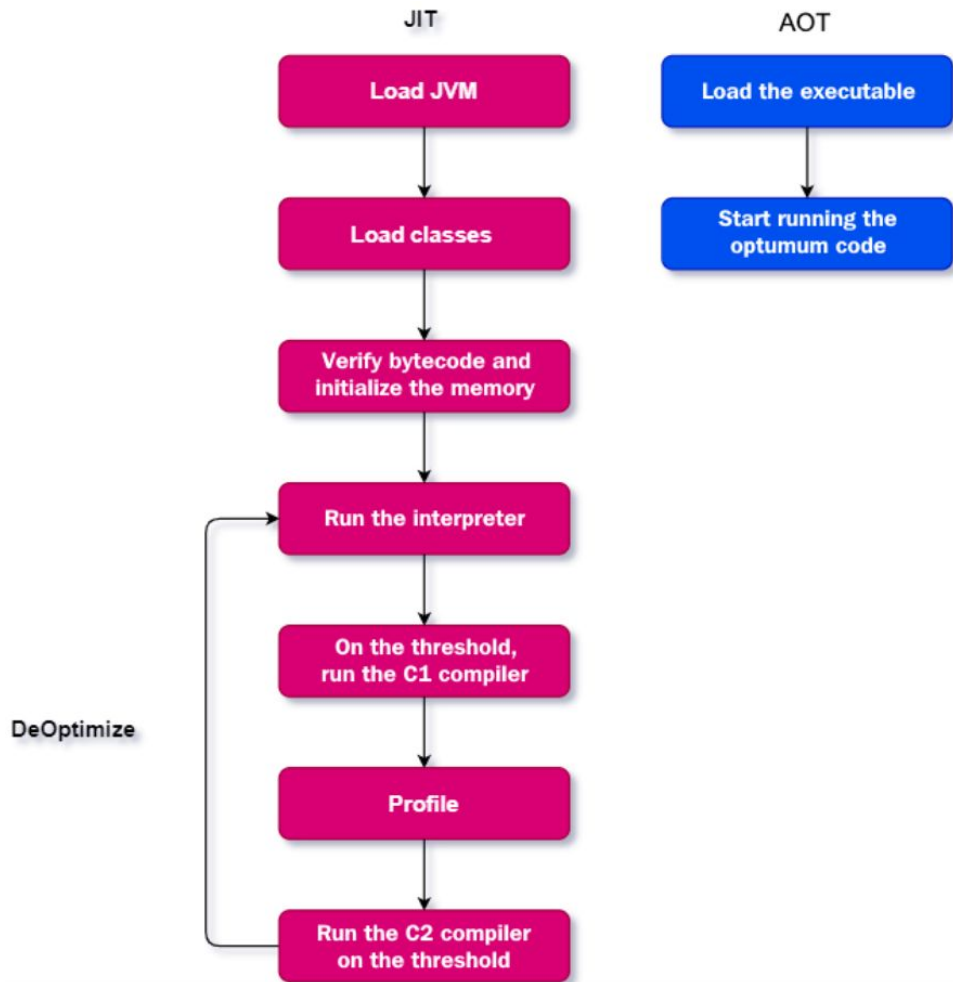 JIT
AOT
Load JVM
Load the executable
Load classes
Start running the
optumum code
Verify bytecode and
initialize the memory
Run the interpreter
On the threshold,
run the C1 compiler
DeOptimize
Profile
Run the C2 compiler
on the threshold